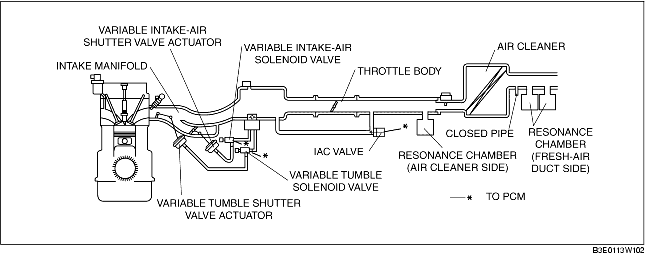 VARIABLE INTAKE-AIR
SHUTTER VALVE ACTUATOR
VARIABLE INTAKE-AIR
SOLENOID VALVE
AIR CLEANER
INTAKE MANIFOLD
THROTTLE BODY
CLOSED PIPE
RESONANCE
CHAMBER
(FRESH-AIR
DUCT SIDE)
IAC VALVE
RESONANCE CHAMBER
(AIR CLEANER SIDE)
VARIABLE TUMBLE
SOLENOID VALVE
VARIABLE TUMBLE SHUTTER
VALVE ACTUATOR
* TO PCM
B3E0113W102